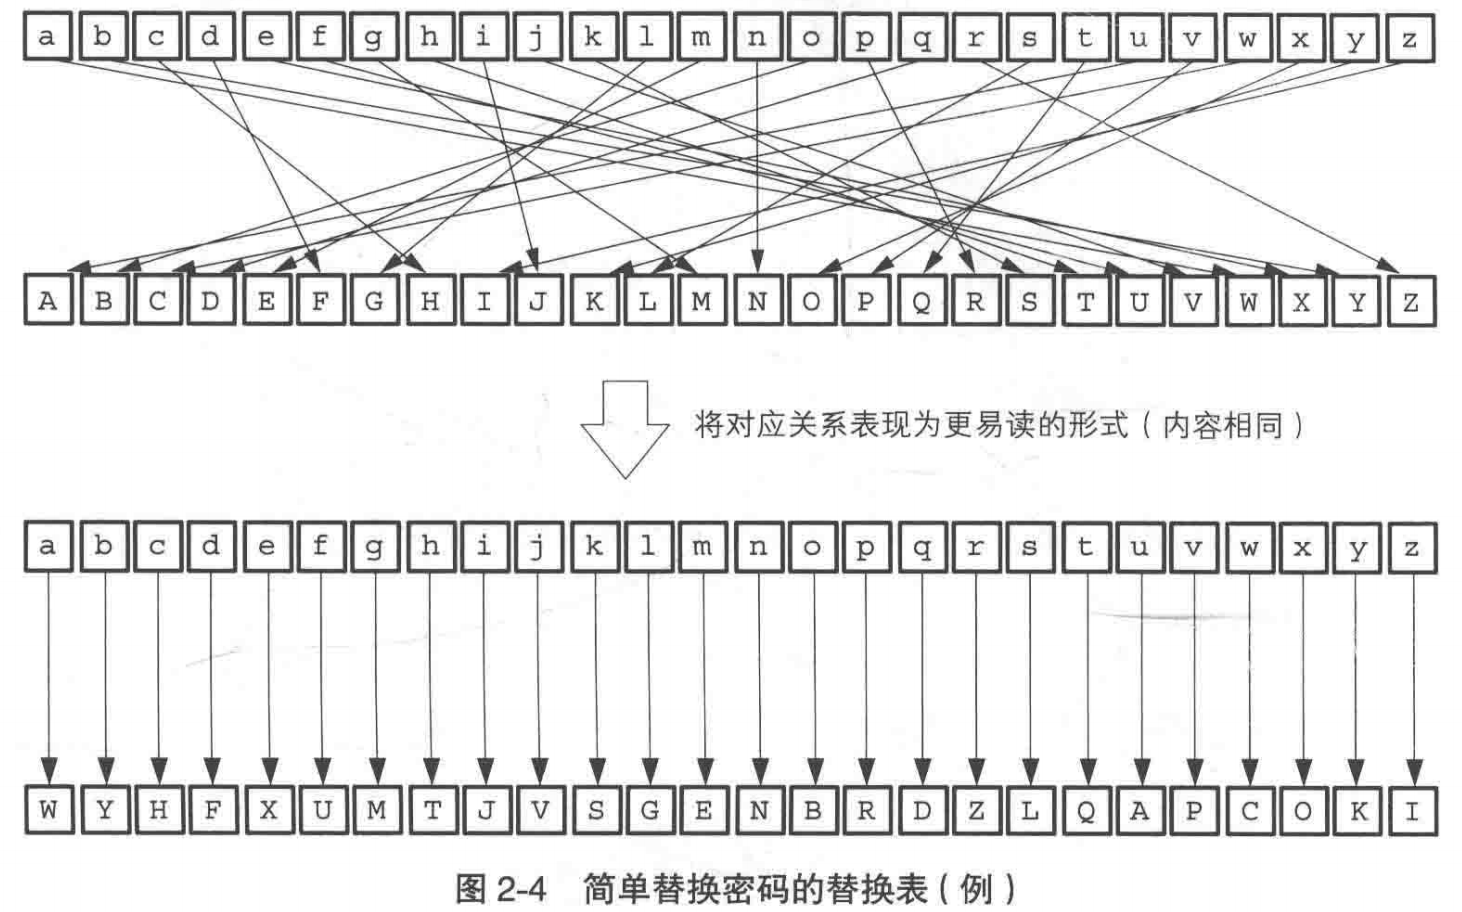 a b c d e f g h i j k l m n o p q r s t u v w x y z
A B C D E F G H I J K L M N O P Q R S T U V W X Y Z
将对应关系表现为更易读的形式（内容相同）
a b c d e f g h i j k l m n o p q r s t u v w x y z
W Y H F X U M T J V S G E N B R D Z L Q A P C O K I
图 2-4 简单替换密码的替换表（例）